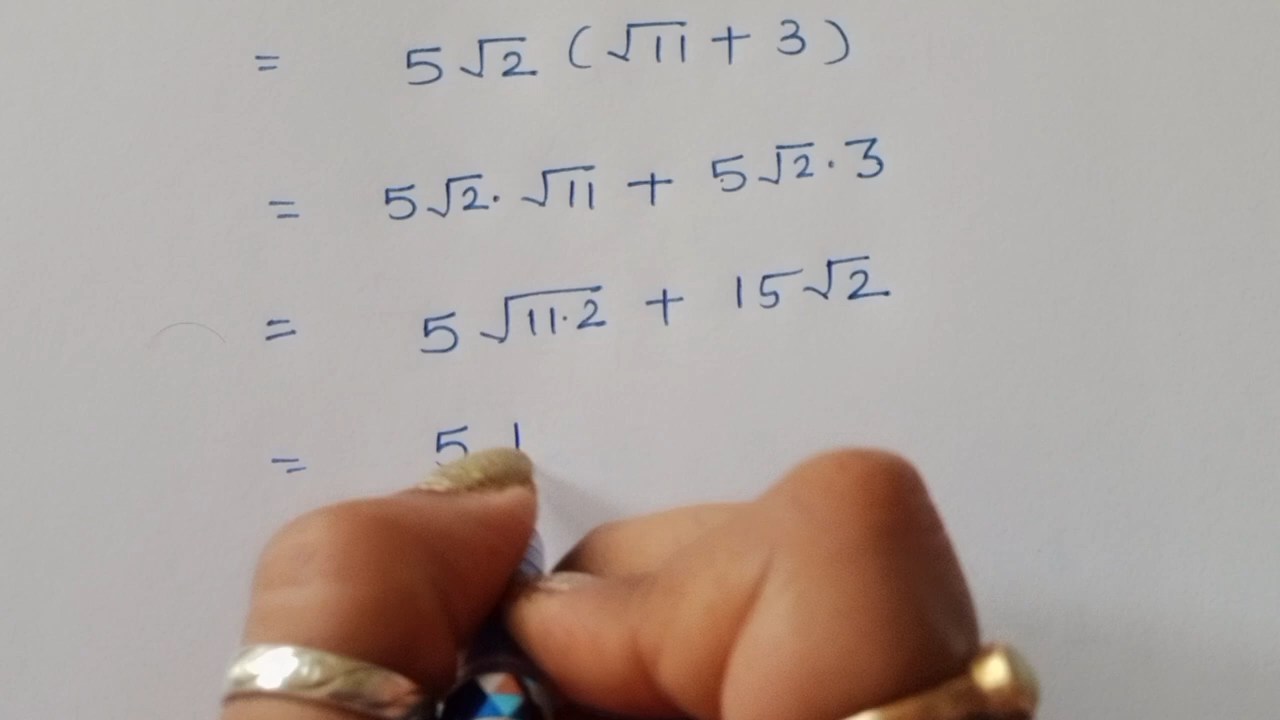 = 5√2 (√11 + 3)
= 5√2 · √11 + 5√2 · 3
= 5 √11·2 + 15√2
= 5